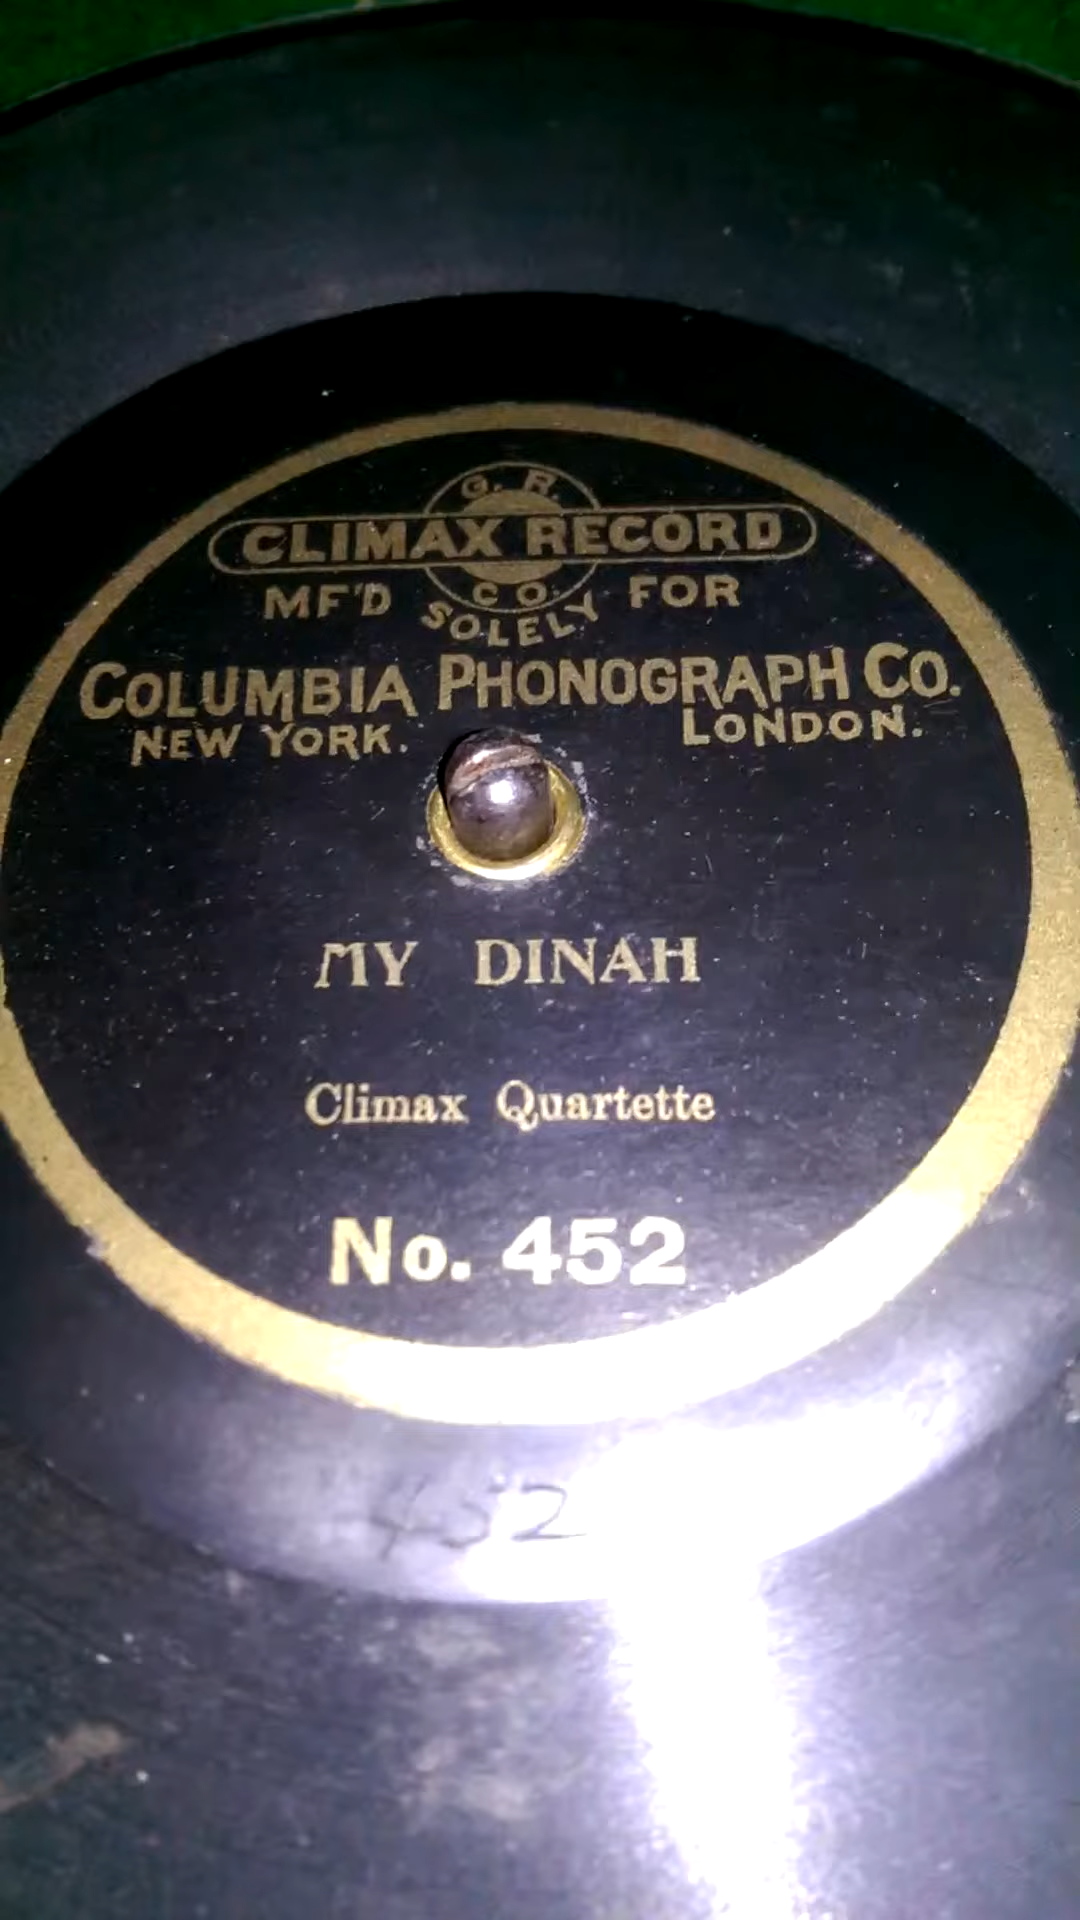 G. R.
CLIMAX RECORD
CO.
MF'D SOLELY FOR
COLUMBIA PHONOGRAPH CO.
NEW YORK. LONDON.
MY DINAH
Climax Quartette
No. 452
452